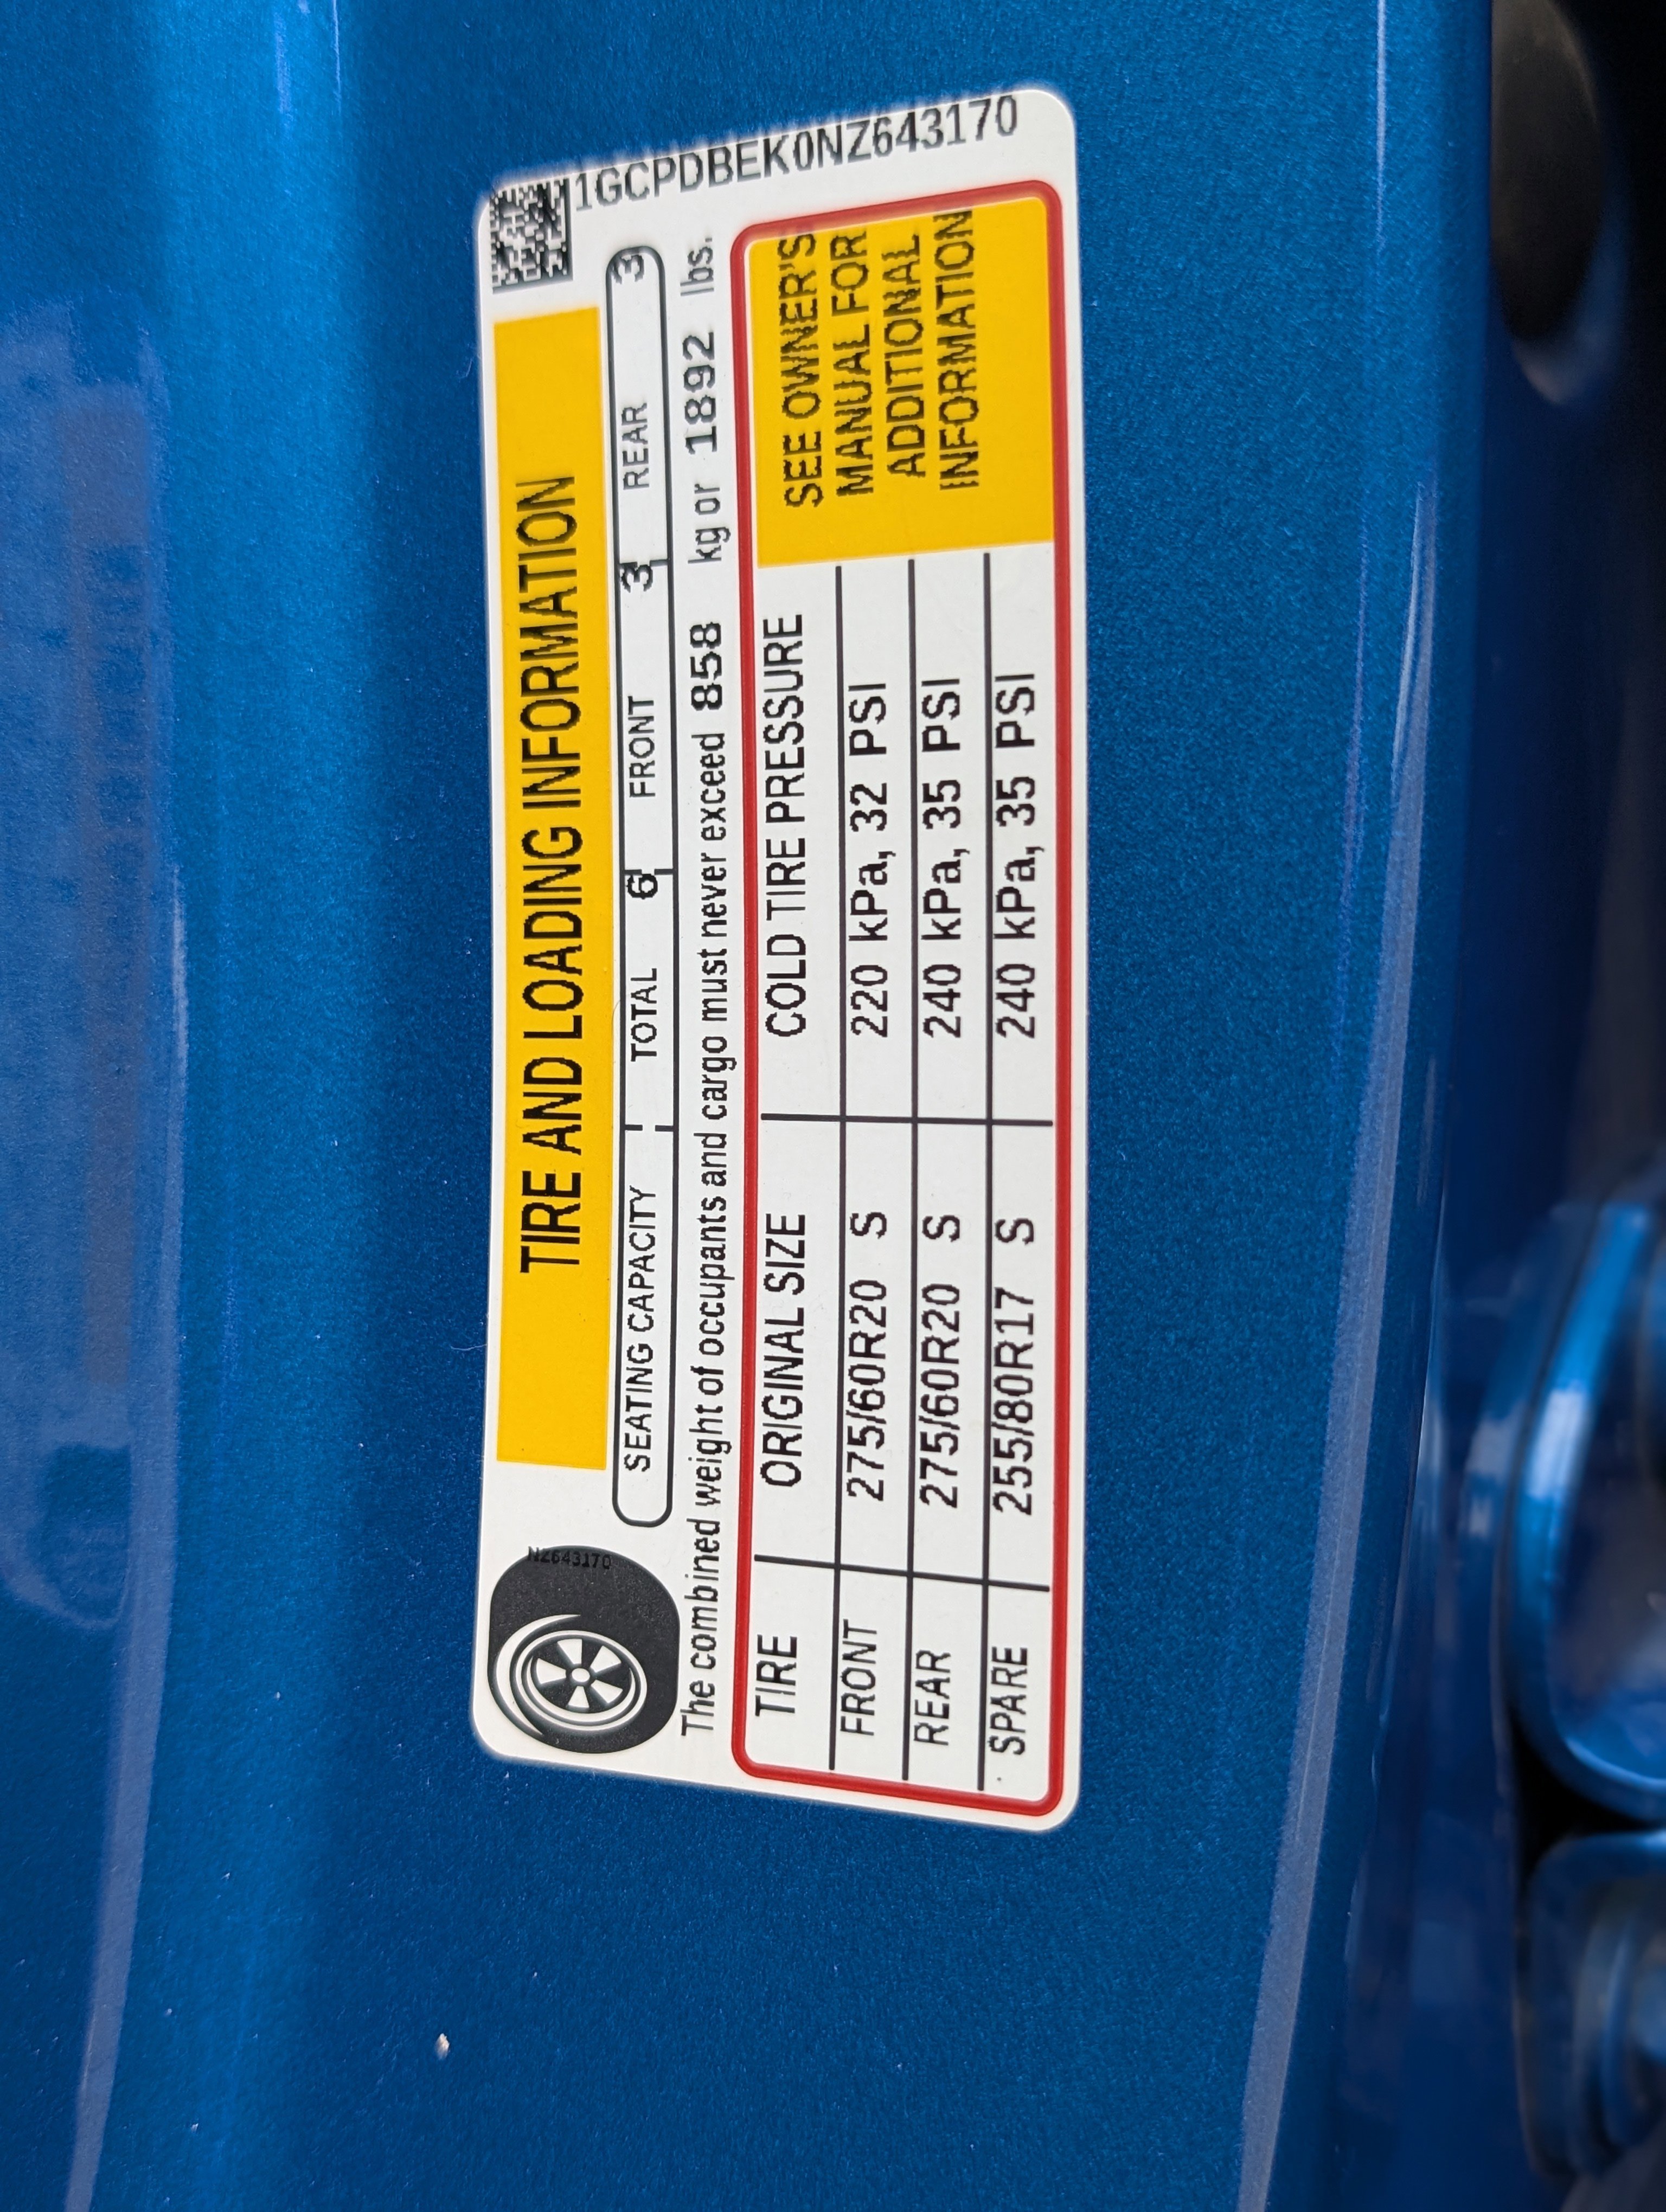 1GCPDBEK0NZ643170
NZ643170
TIRE AND LOADING INFORMATION
SEATING CAPACITY TOTAL 6 FRONT 3 REAR 3
The combined weight of occupants and cargo must never exceed 858 kg or 1892 lbs.
TIRE ORIGINAL SIZE COLD TIRE PRESSURE
FRONT 275/60R20 S 220 kPa, 32 PSI
REAR 275/60R20 S 240 kPa, 35 PSI
SPARE 255/80R17 S 240 kPa, 35 PSI
SEE OWNER'S
MANUAL FOR
ADDITIONAL
INFORMATION